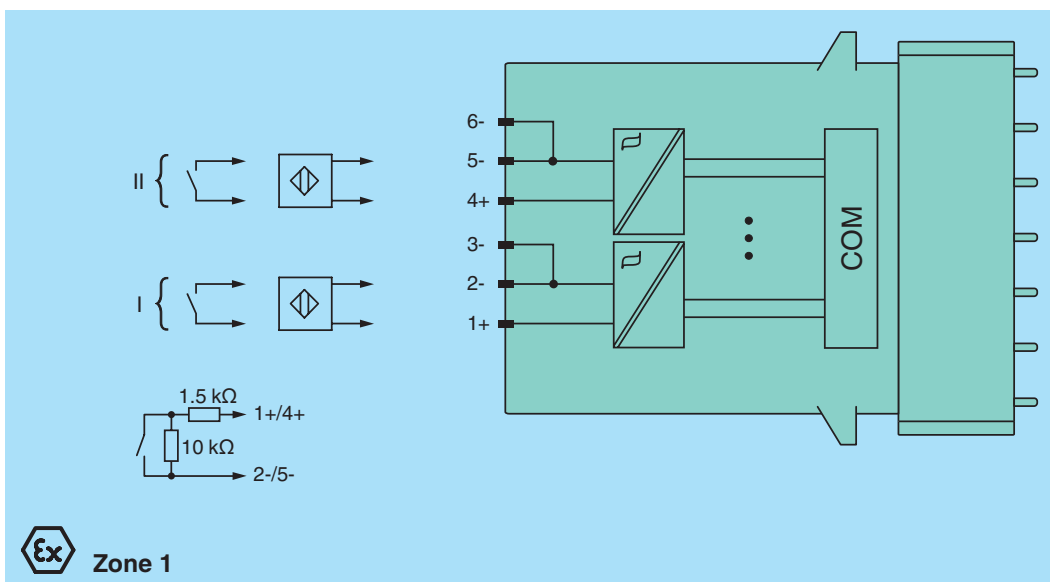 6-
5-
4+
3-
2-
1+
II
I
COM
1.5 kΩ
1+/4+
10 kΩ
2-/5-
Ex
Zone 1